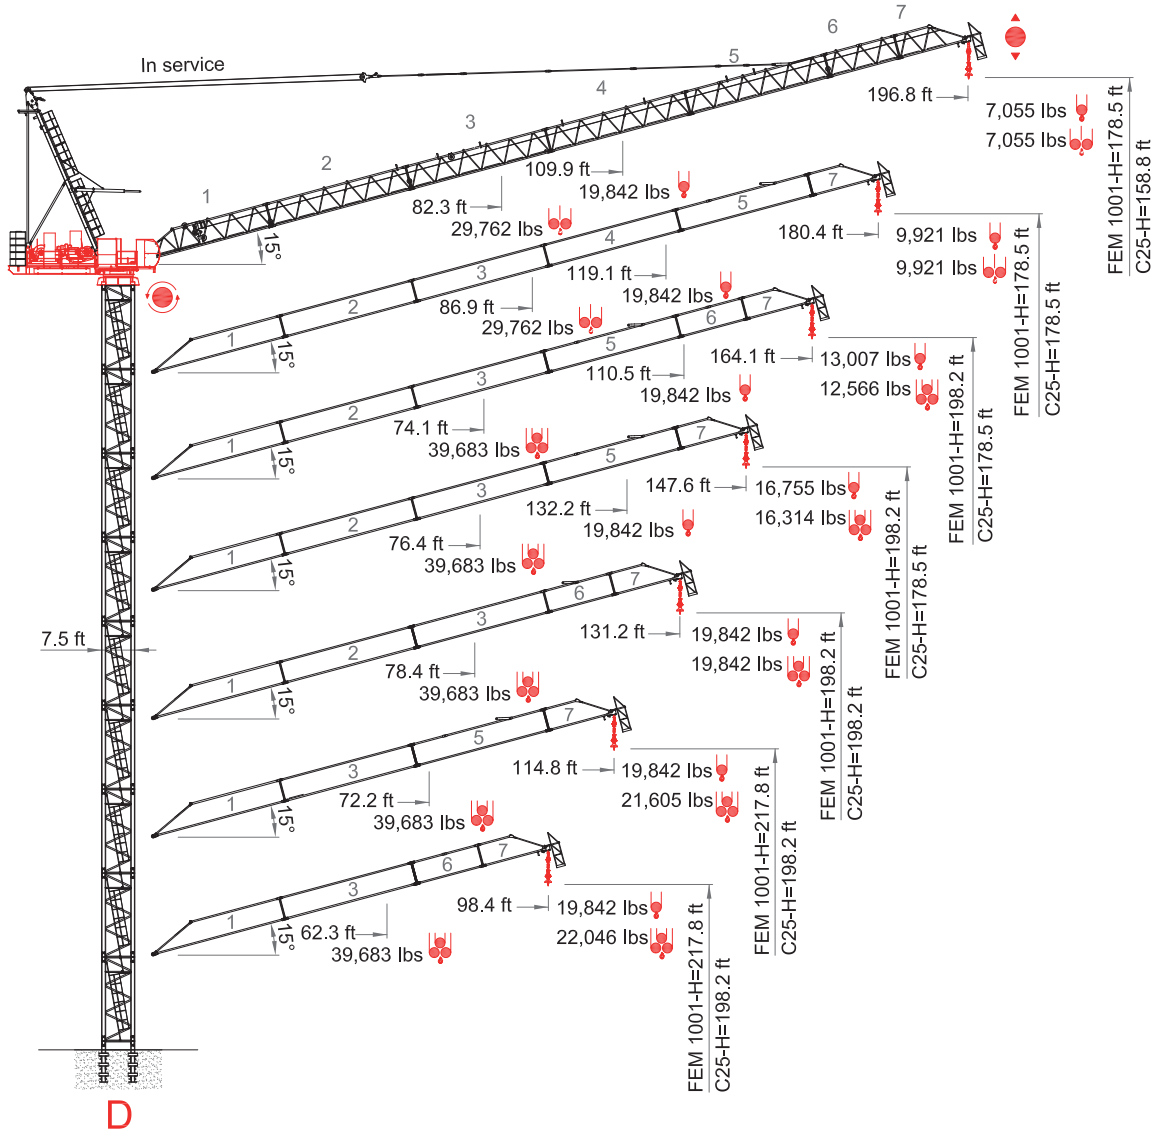 In service
1
2
3
4
5
6
7
15°
82.3 ft
29,762 lbs
109.9 ft
19,842 lbs
196.8 ft
7,055 lbs
7,055 lbs
FEM 1001-H=178.5 ft
C25-H=158.8 ft
1
2
3
4
5
7
15°
86.9 ft
29,762 lbs
119.1 ft
19,842 lbs
180.4 ft
9,921 lbs
9,921 lbs
FEM 1001-H=178.5 ft
C25-H=178.5 ft
1
2
3
5
6
7
15°
74.1 ft
39,683 lbs
110.5 ft
19,842 lbs
164.1 ft
13,007 lbs
12,566 lbs
FEM 1001-H=198.2 ft
C25-H=178.5 ft
1
2
3
5
7
15°
76.4 ft
39,683 lbs
132.2 ft
19,842 lbs
147.6 ft
16,755 lbs
16,314 lbs
FEM 1001-H=198.2 ft
C25-H=178.5 ft
7.5 ft
1
2
3
6
7
15°
78.4 ft
39,683 lbs
131.2 ft
19,842 lbs
19,842 lbs
FEM 1001-H=198.2 ft
C25-H=198.2 ft
1
3
5
7
15°
72.2 ft
39,683 lbs
114.8 ft
19,842 lbs
21,605 lbs
FEM 1001-H=217.8 ft
C25-H=198.2 ft
1
3
6
7
15°
62.3 ft
39,683 lbs
98.4 ft
19,842 lbs
22,046 lbs
FEM 1001-H=217.8 ft
C25-H=198.2 ft
D